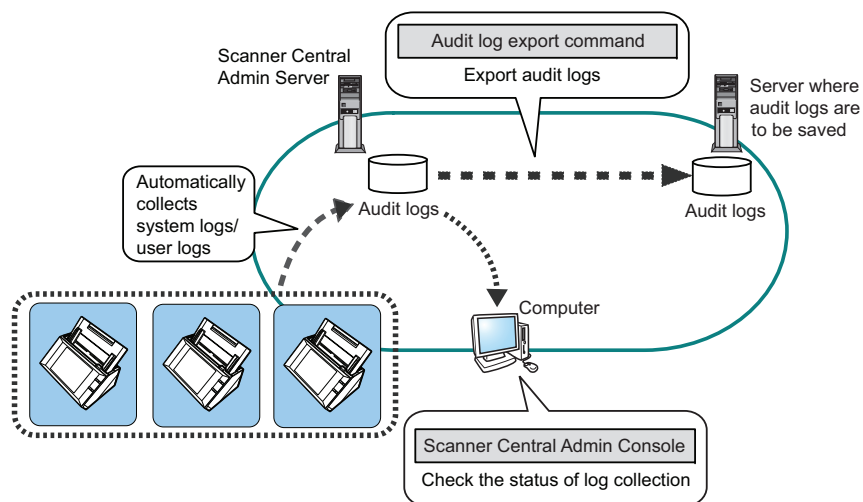 Scanner Central
Admin Server
Audit log export command
Export audit logs
Server where
audit logs are
to be saved
Automatically
collects
system logs/
user logs
Audit logs
Audit logs
Computer
Scanner Central Admin Console
Check the status of log collection